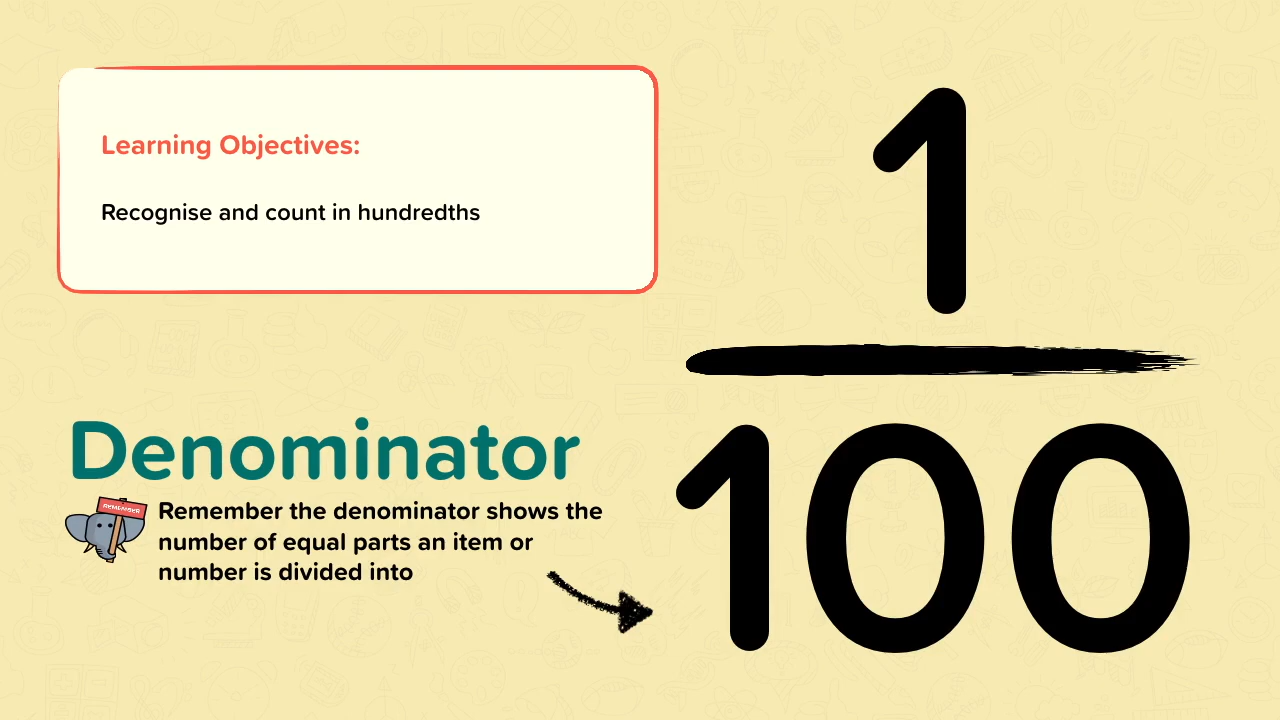 Learning Objectives:
Recognise and count in hundredths
1
100
Denominator
REMEMBER
Remember the denominator shows the
number of equal parts an item or
number is divided into